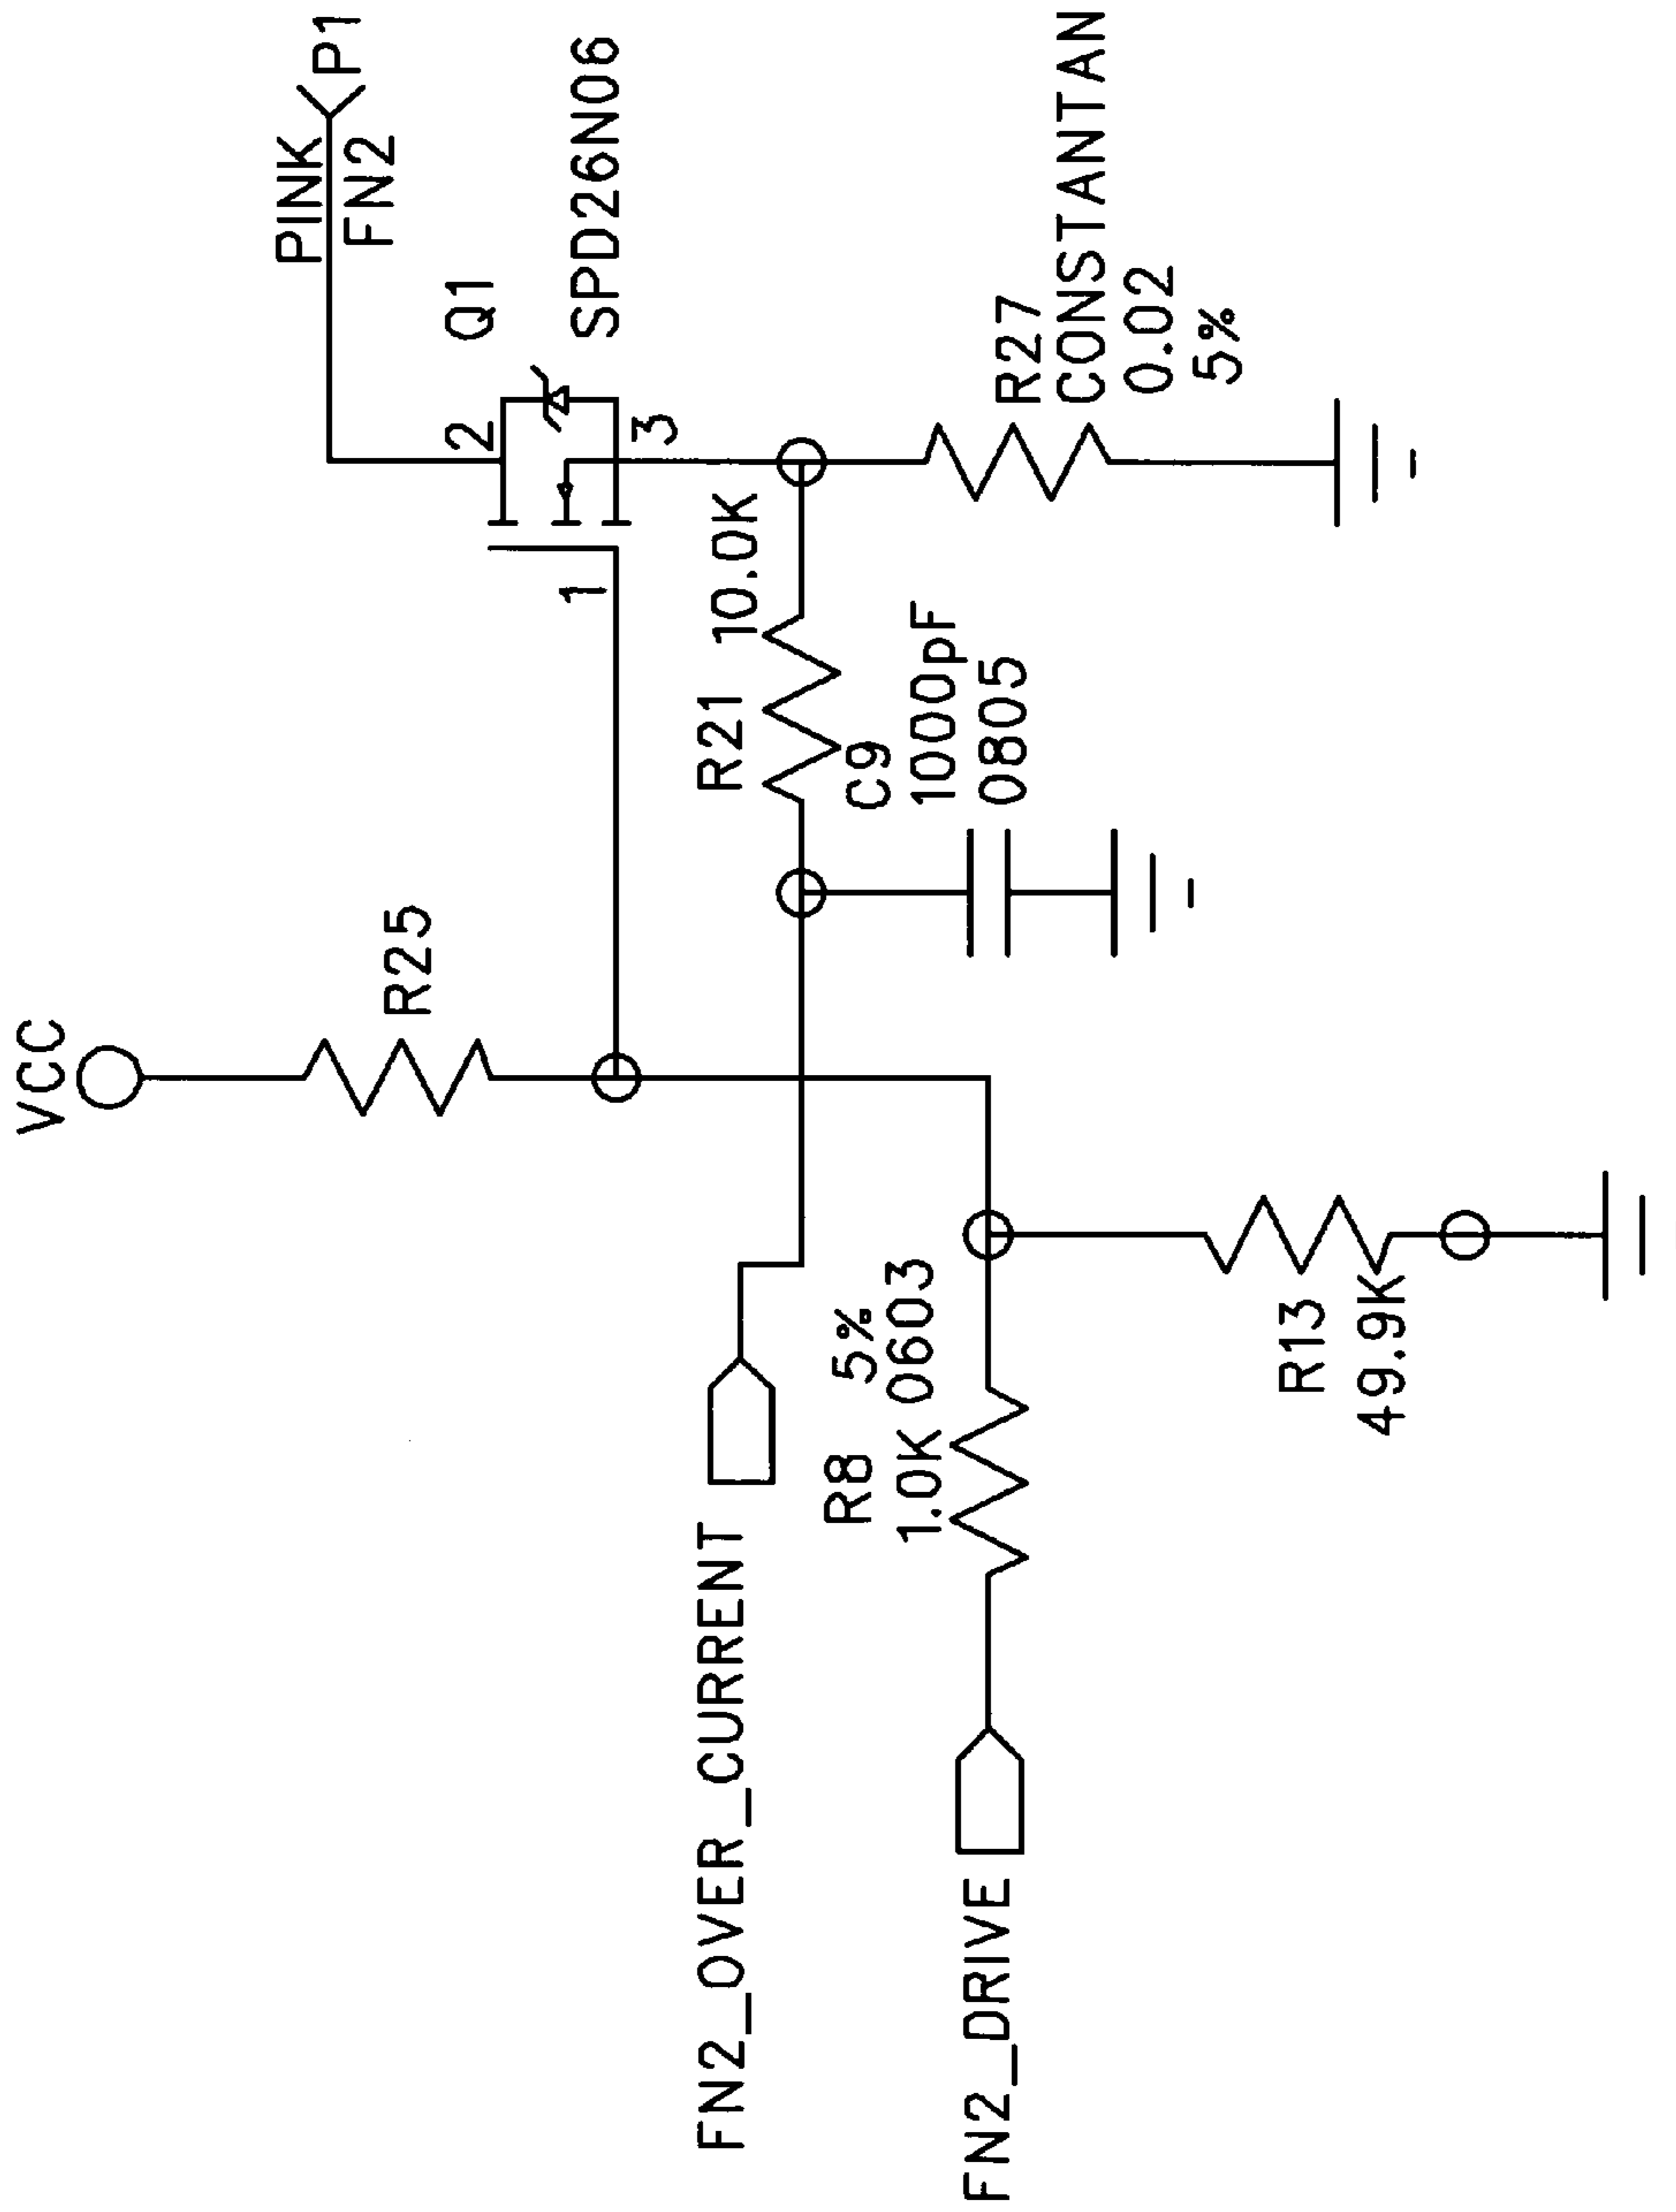 VCC
PINK
P1
FN2
R25
Q1
2
SPD26N06
1
3
R21 10.0K
C9
1000pF
0805
R27
CONSTANTAN
0.02
5%
FN2_OVER_CURRENT
R8 5%
1.0K 0603
FN2_DRIVE
R13
49.9K